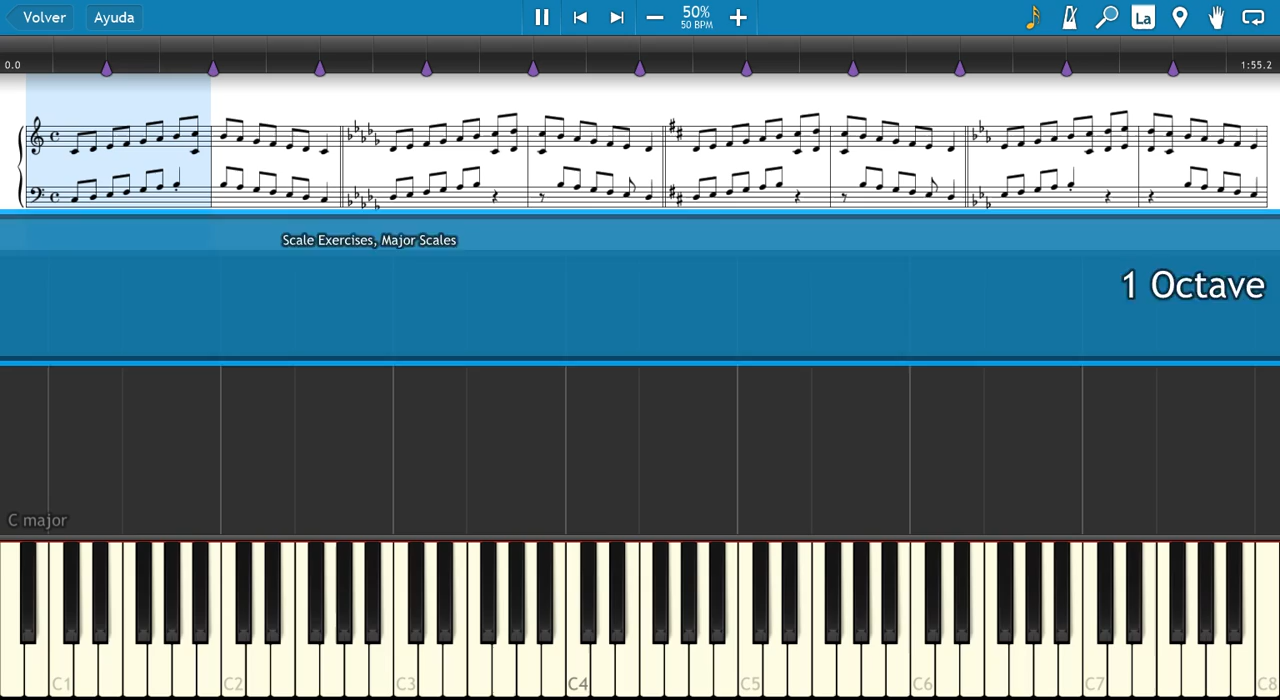 Volver Ayuda 50%
50 BPM
La
0.0 1:55.2
Scale Exercises, Major Scales
1 Octave
C major
C1 C2 C3 C4 C5 C6 C7 C8